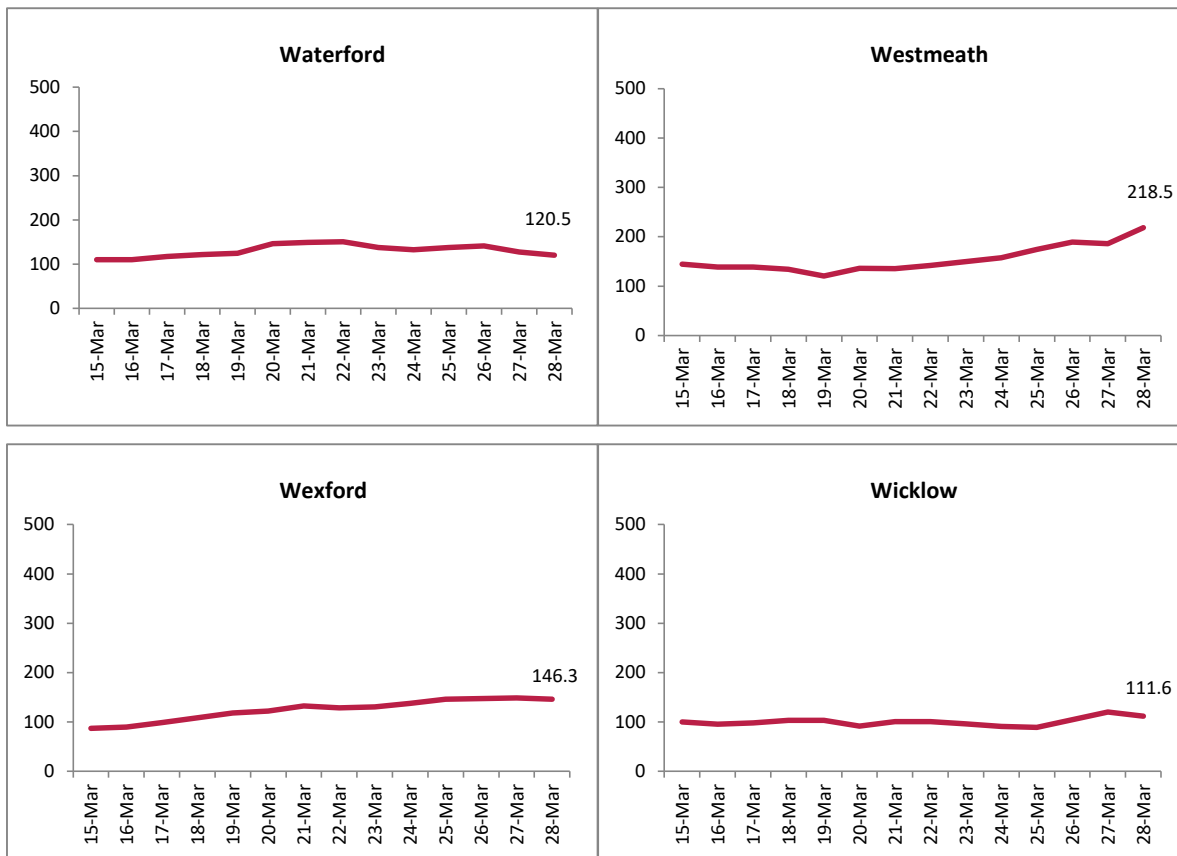 Waterford
500
400
300
200
100
0
120.5
15-Mar
16-Mar
17-Mar
18-Mar
19-Mar
20-Mar
21-Mar
22-Mar
23-Mar
24-Mar
25-Mar
26-Mar
27-Mar
28-Mar
Westmeath
500
400
300
200
100
0
218.5
15-Mar
16-Mar
17-Mar
18-Mar
19-Mar
20-Mar
21-Mar
22-Mar
23-Mar
24-Mar
25-Mar
26-Mar
27-Mar
28-Mar
Wexford
500
400
300
200
100
0
146.3
15-Mar
16-Mar
17-Mar
18-Mar
19-Mar
20-Mar
21-Mar
22-Mar
23-Mar
24-Mar
25-Mar
26-Mar
27-Mar
28-Mar
Wicklow
500
400
300
200
100
0
111.6
15-Mar
16-Mar
17-Mar
18-Mar
19-Mar
20-Mar
21-Mar
22-Mar
23-Mar
24-Mar
25-Mar
26-Mar
27-Mar
28-Mar